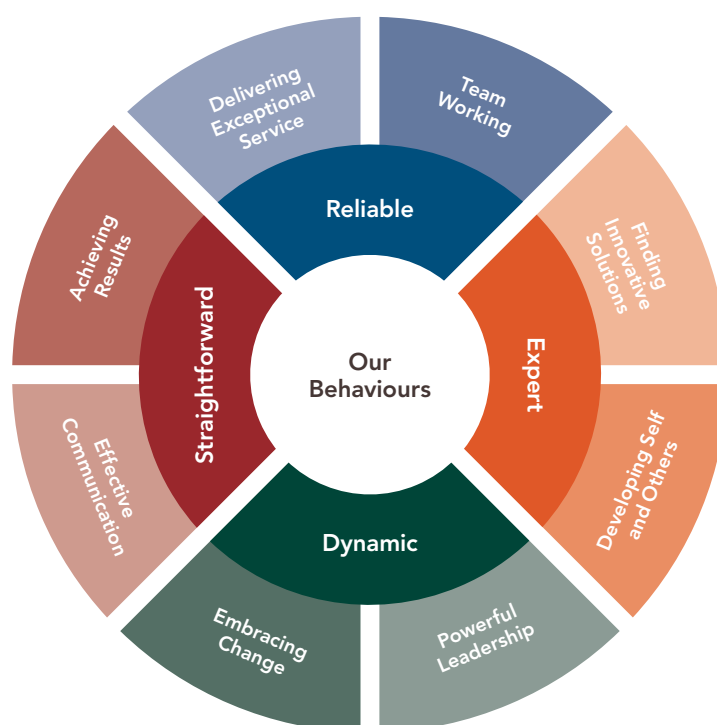 Delivering
Exceptional
Service
Team
Working
Reliable
Finding
Innovative
Solutions
Expert
Developing Self
and Others
Powerful
Leadership
Dynamic
Embracing
Change
Effective
Communication
Straightforward
Achieving
Results
Our
Behaviours